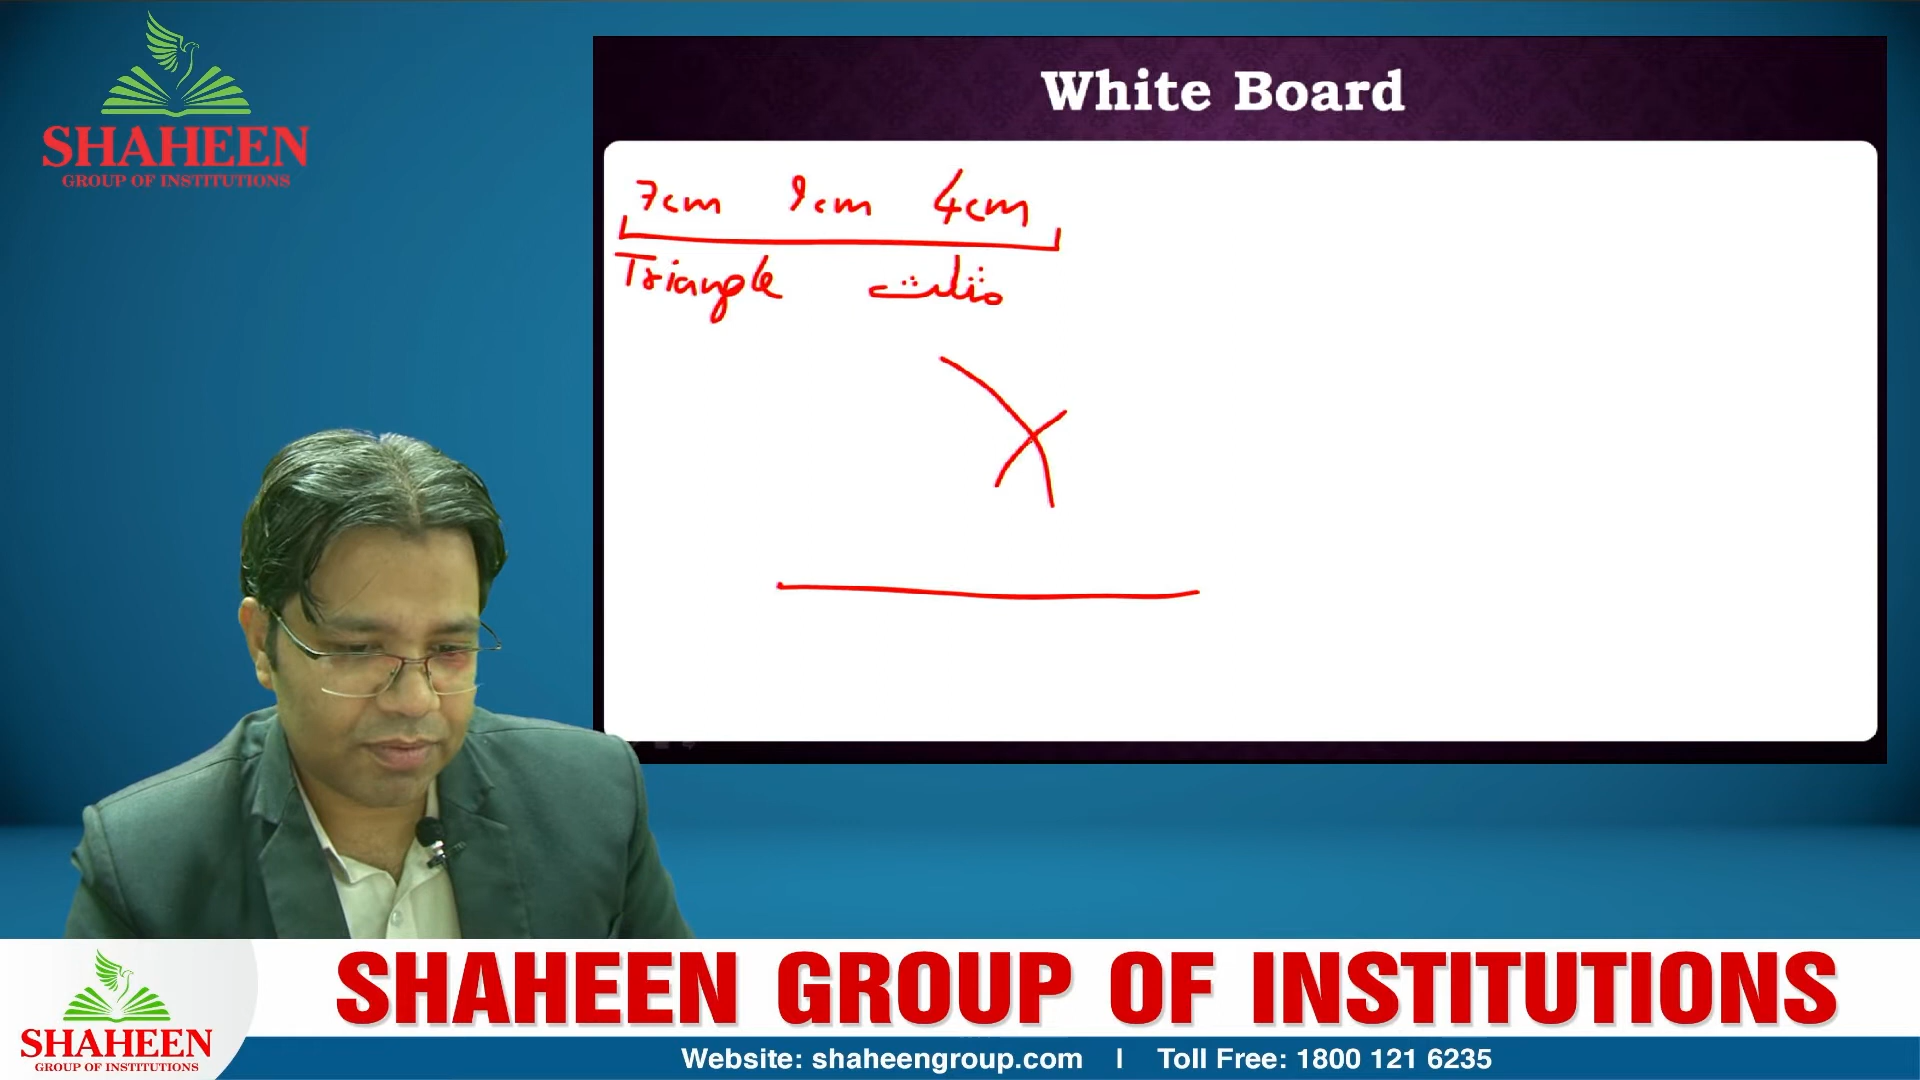 SHAHEEN
GROUP OF INSTITUTIONS
White Board
7cm 9cm 4cm
Triangle مثلث
SHAHEEN
GROUP OF INSTITUTIONS
SHAHEEN GROUP OF INSTITUTIONS
Website: shaheengroup.com I Toll Free: 1800 121 6235